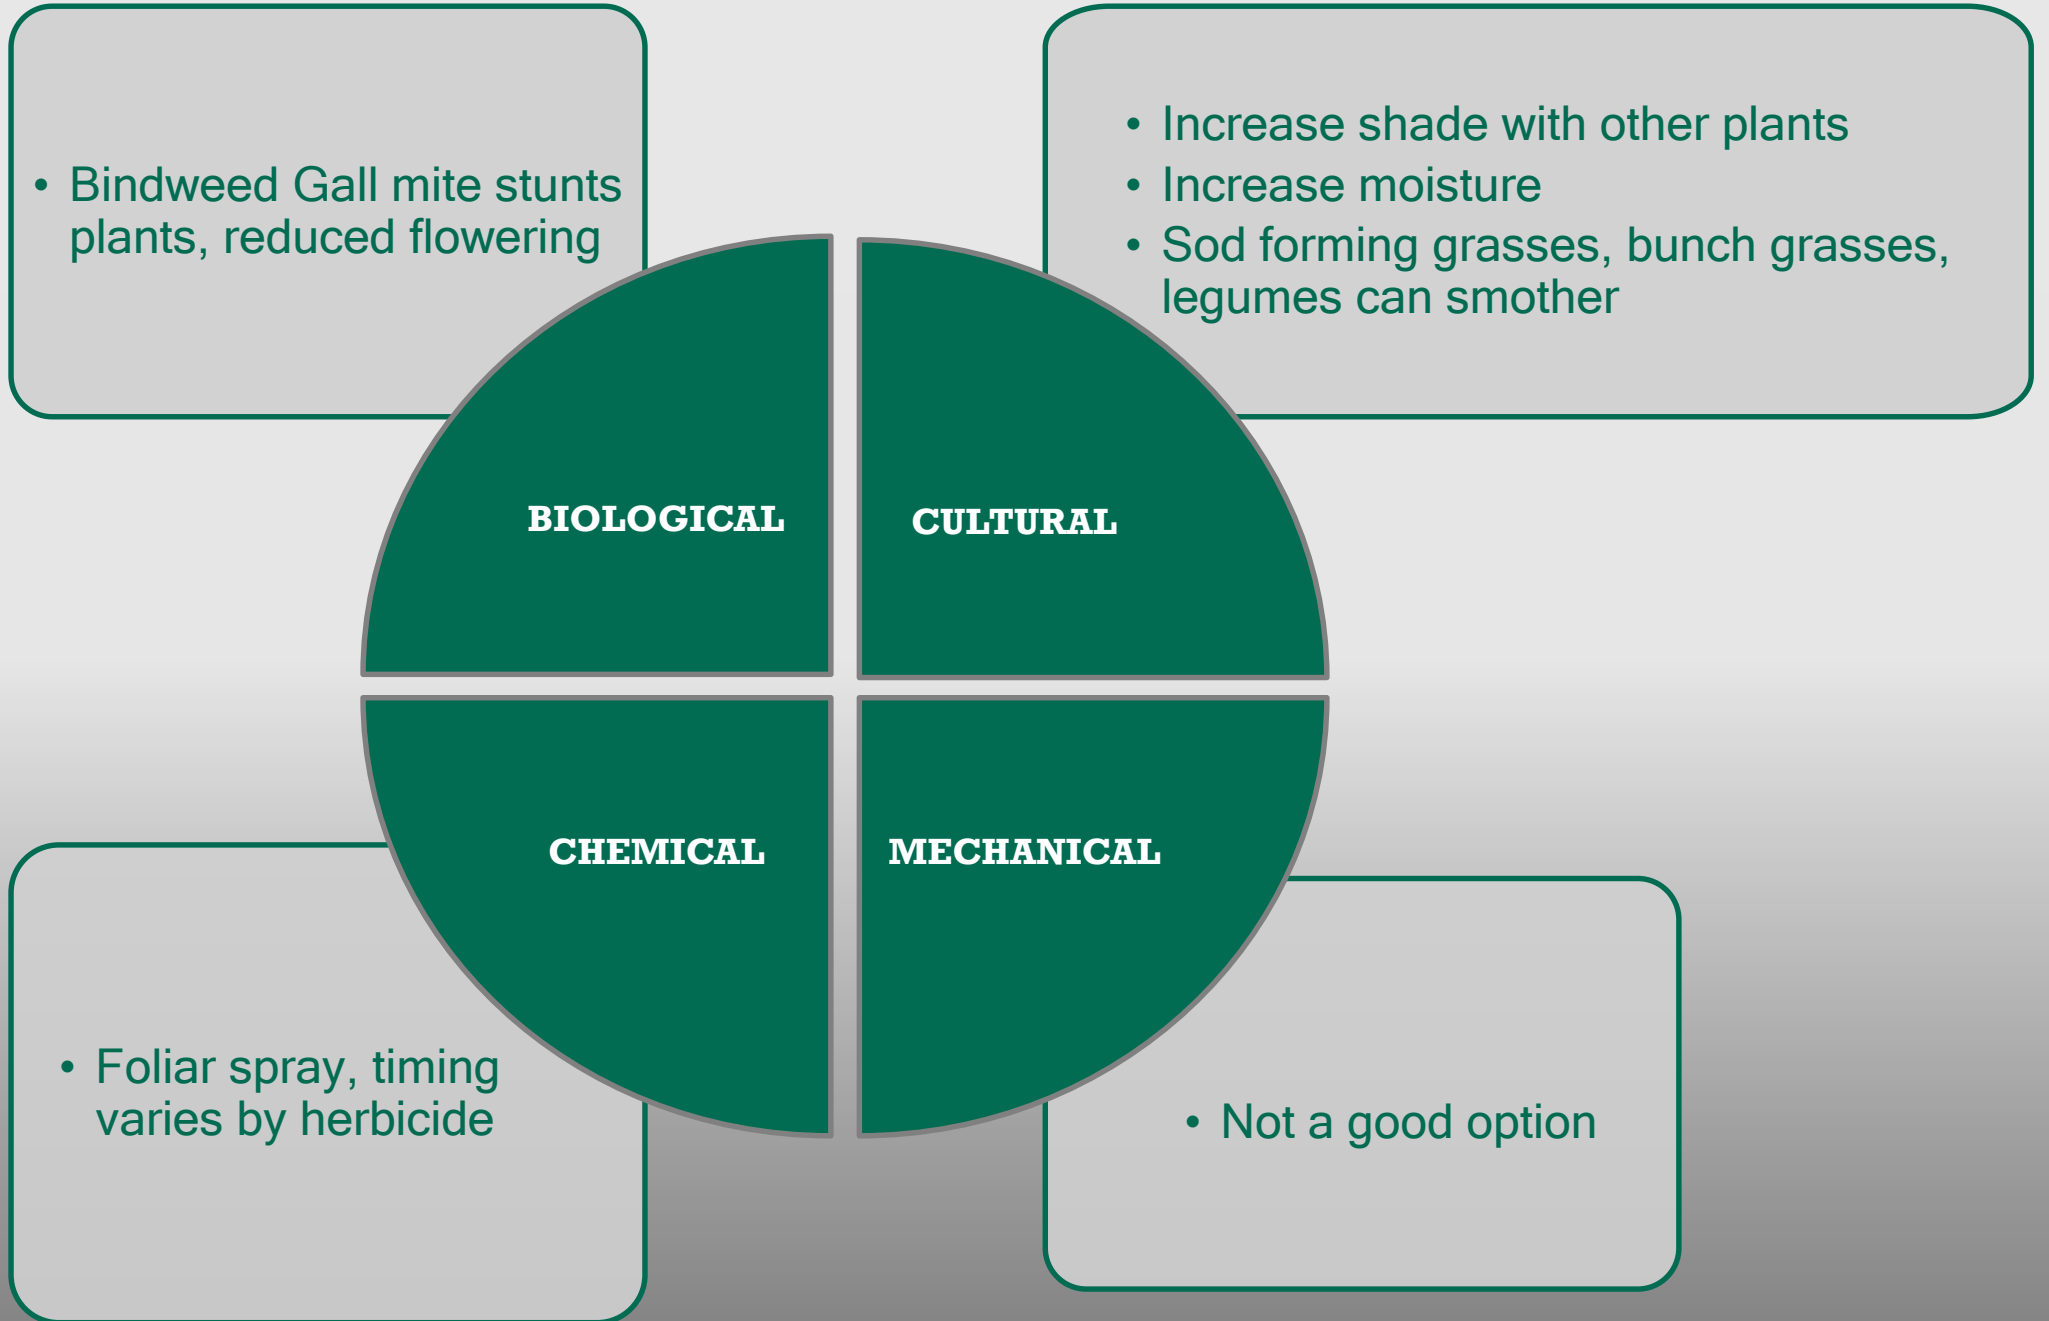 • Bindweed Gall mite stunts
plants, reduced flowering
• Increase shade with other plants
• Increase moisture
• Sod forming grasses, bunch grasses,
legumes can smother
BIOLOGICAL
CULTURAL
CHEMICAL
MECHANICAL
• Foliar spray, timing
varies by herbicide
• Not a good option